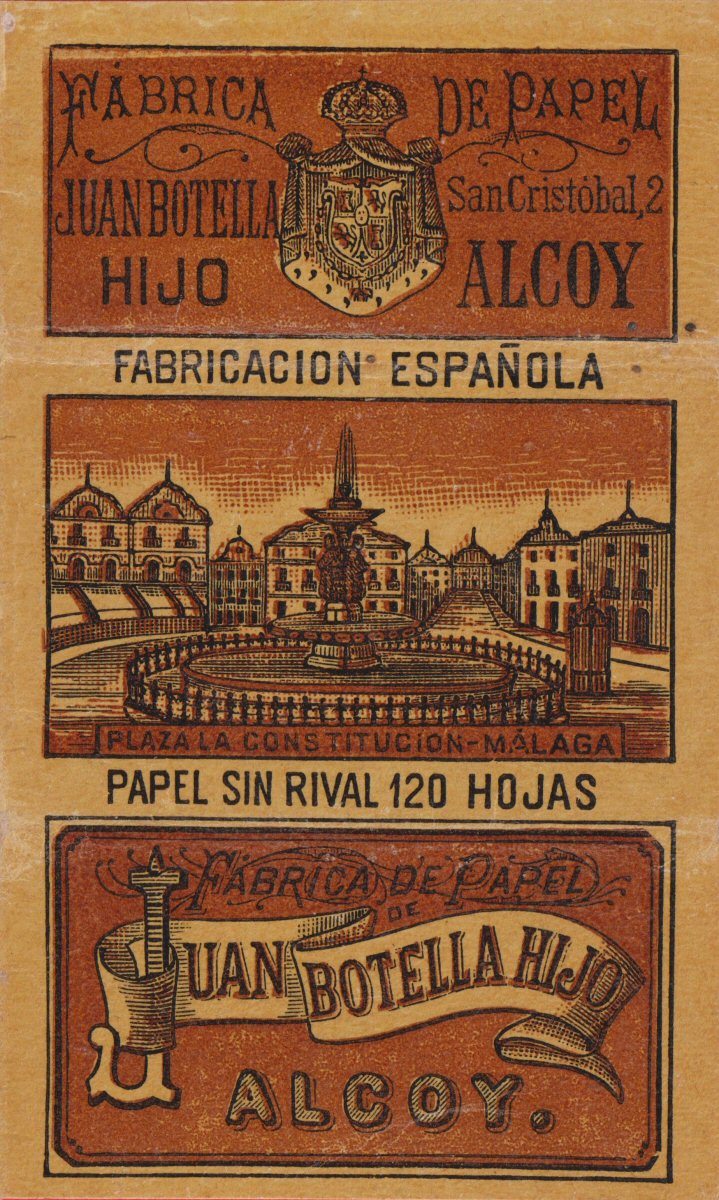 FÁBRICA DE PAPEL
JUAN BOTELLA San Cristóbal, 2
HIJO ALCOY
FABRICACION ESPAÑOLA
PLAZA LA CONSTITUCION-MÁLAGA
PAPEL SIN RIVAL 120 HOJAS
FÁBRICA DE PAPEL
DE
JUAN BOTELLA HIJO
ALCOY.